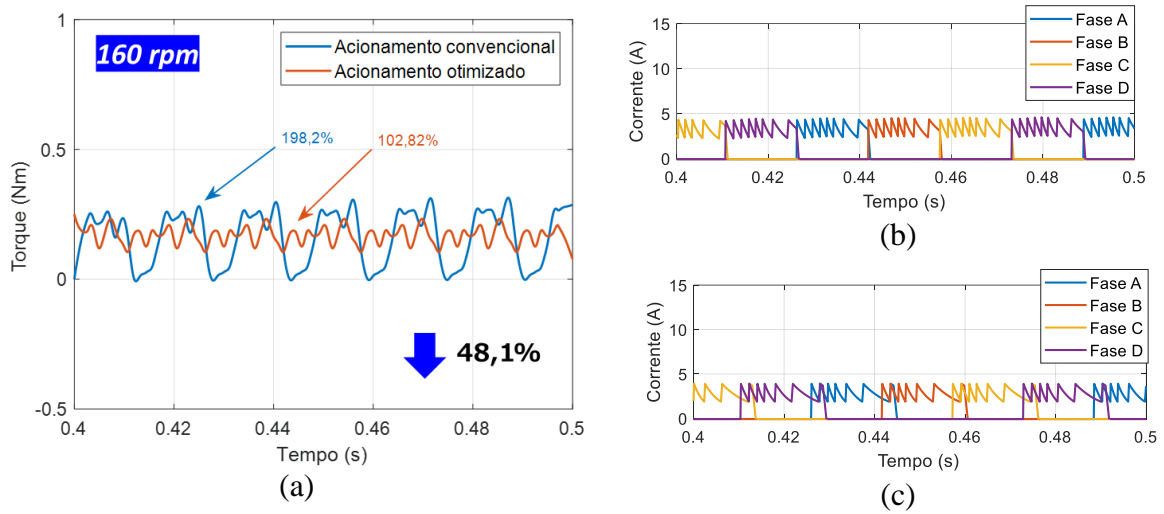 160 rpm
Acionamento convencional
Acionamento otimizado
198,2%
102,82%
48,1%
Torque (Nm)
1
0.5
0
-0.5
0.4
0.42
0.44
0.46
0.48
0.5
Tempo (s)
(a)
Fase A
Fase B
Fase C
Fase D
Corrente (A)
15
10
5
0
0.4
0.42
0.44
0.46
0.48
0.5
Tempo (s)
(b)
Fase A
Fase B
Fase C
Fase D
Corrente (A)
15
10
5
0
0.4
0.42
0.44
0.46
0.48
0.5
Tempo (s)
(c)